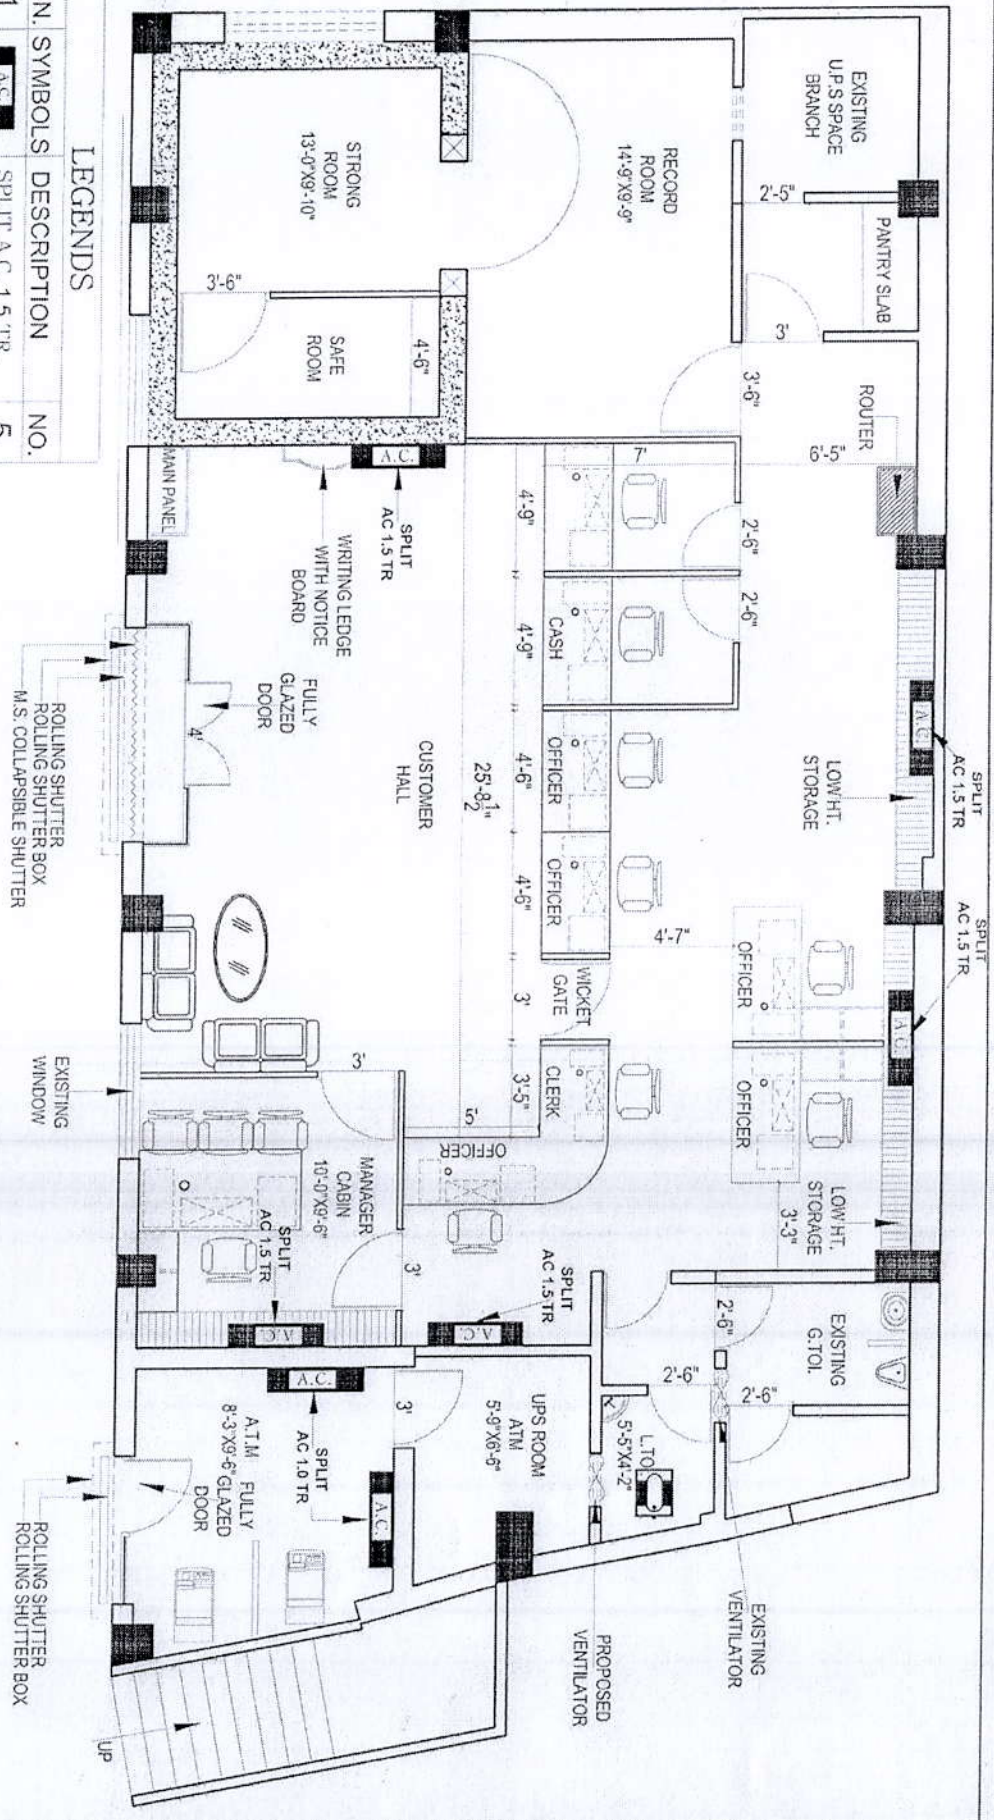 EXISTING
U.P.S SPACE
BRANCH
2'-5"
PANTRY SLAB
3'
ROUTER
6'-5"
RECORD
ROOM
14'-9"X9'-9"
3'-6"
STRONG
ROOM
13'-0"X9'-10"
3'-6"
SAFE
ROOM
4'-6"
MAIN PANEL
A.C.
SPLIT
AC 1.5 TR
WRITING LEDGE
WITH NOTICE
BOARD
FULLY
GLAZED
DOOR
4'
ROLLING SHUTTER
ROLLING SHUTTER BOX
M.S. COLLAPSIBLE SHUTTER
7'
4'-9"
2'-6"
2'-6"
4'-9"
CASH
4'-6"
OFFICER
4'-6"
OFFICER
3'
WICKET
GATE
3'-5"
CLERK
25'-8 1/2"
CUSTOMER
HALL
LOW HT.
STORAGE
A.C.
SPLIT
AC 1.5 TR
SPLIT
AC 1.5 TR
A.C.
4'-7"
OFFICER
OFFICER
LOW HT.
STORAGE
3'-3"
EXISTING
WINDOW
3'
5'
OFFICER
MANAGER
CABIN
10'-0"X9'-6"
3'
SPLIT
AC 1.5 TR
A.C.
SPLIT
AC 1.5 TR
A.C.
EXISTING
G.TOI.
2'-6"
2'-6"
2'-6"
L.TOI.
5'-5"X4'-2"
UPS ROOM
ATM
5'-9"X6'-6"
3'
A.C.
SPLIT
AC 1.0 TR
A.C.
A.T.M
8'-3"X9'-6"
FULLY
GLAZED
DOOR
ROLLING SHUTTER
ROLLING SHUTTER BOX
EXISTING
VENTILATOR
PROPOSED
VENTILATOR
UP
LEGENDS
N. SYMBOLS DESCRIPTION NO.
1 A.C. SPLIT A.C. 1.5 TR 5